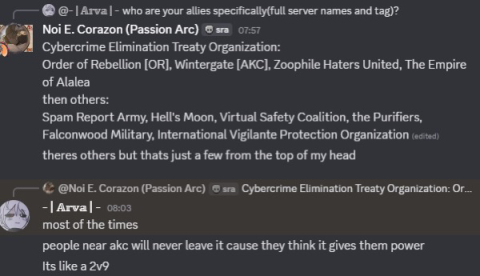 @- | Arva | - who are your allies specifically(full server names and tag)?
Noi E. Corazon (Passion Arc) sra 07:57
Cybercrime Elimination Treaty Organization:
Order of Rebellion [OR], Wintergate [AKC], Zoophile Haters United, The Empire
of Alalea
then others:
Spam Report Army, Hell's Moon, Virtual Safety Coalition, the Purifiers,
Falconwood Military, International Vigilante Protection Organization (edited)
theres others but thats just a few from the top of my head
@Noi E. Corazon (Passion Arc) sra Cybercrime Elimination Treaty Organization: Or...
- | Arva | - 08:03
most of the times
people near akc will never leave it cause they think it gives them power
Its like a 2v9